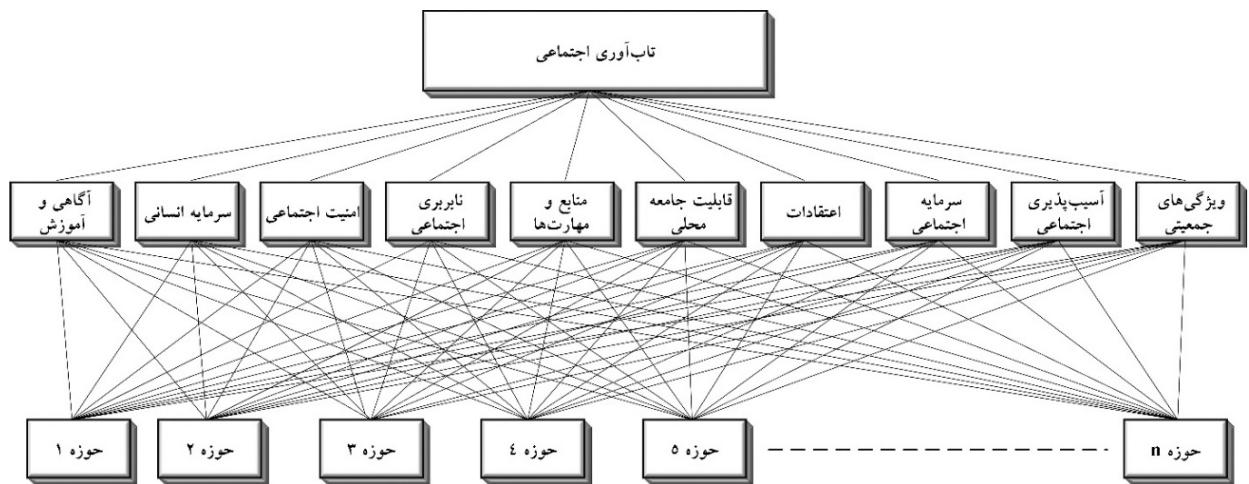 تاب‌آوری اجتماعی
ویژگی‌های
جمعیتی
آسیب‌پذیری
اجتماعی
سرمایه
اجتماعی
اعتقادات
قابلیت جامعه
محلی
منابع و
مهارت‌ها
نابربری
اجتماعی
امنیت اجتماعی
سرمایه انسانی
آگاهی و
آموزش
حوزه ۱
حوزه ۲
حوزه ۳
حوزه ٤
حوزه ۵
حوزه n